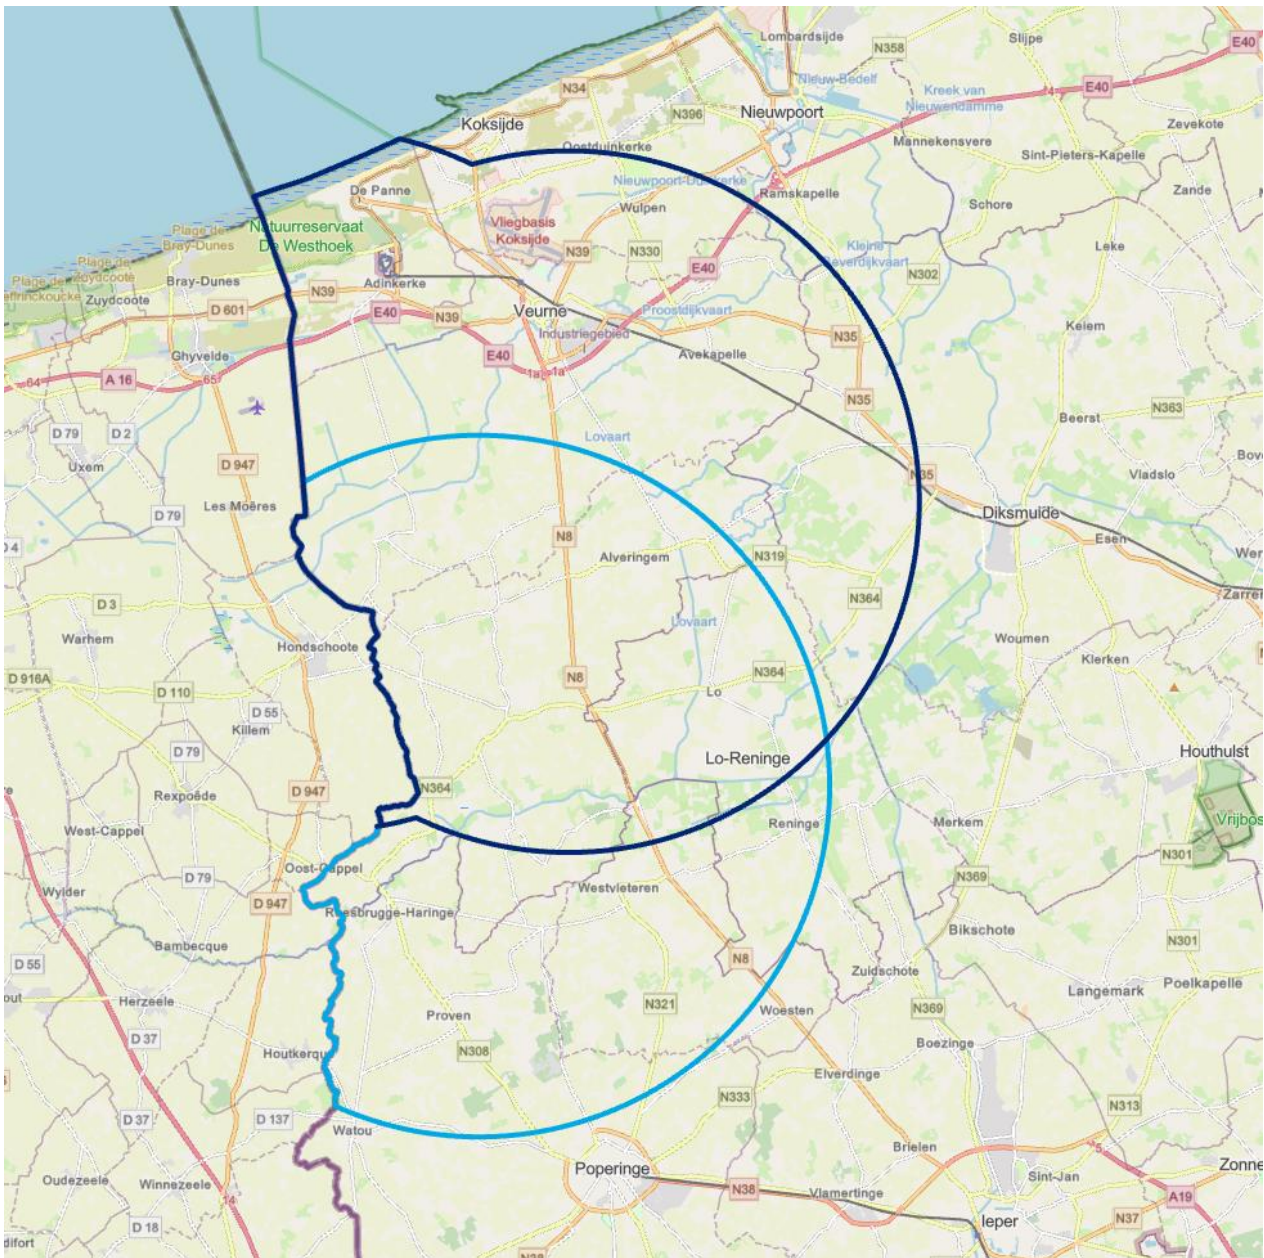 Lombardsijde
Slijpe
N358
E40
Nieuw-Bedelf
Kreek van
Nieuwendamme
E40
N34
N396
Nieuwpoort
Koksijde
Oostduinkerke
Mannekensvere
Zevekote
Sint-Pieters-Kapelle
Nieuwpoort-Duinkerke
Ramskapelle
De Panne
Zande
Schore
Wulpen
Natuurreservaat
De Westhoek
Plage de
Bray-Dunes
Vliegbasis
Koksijde
N39
N330
Kleine
Beverdijkvaart
Leke
Plage de
Zuydcoote
Bray-Dunes
Adinkerke
E40
N302
Zuydcoote
N39
D 601
E40
N39
Veurne
Proostdijkvaart
Industriegebied
N35
Keiem
Ghyvelde
E40
Avekapelle
64
A 16
65
1a
1a
N35
N363
Beerst
D 79
D 2
Lovaart
Uxem
D 947
N35
Vladslo
Les Moëres
D 79
Diksmuide
Esen
N8
Alveringem
N319
D 3
N364
Zarren
Warhem
Hondschoote
Lovaart
Woumen
Klerken
D 916A
D 110
N8
N364
Lo
D 55
Killem
D 79
Lo-Reninge
Houthulst
D 947
N364
Rexpoëde
West-Cappel
Reninge
Merkem
Vrijbos
N301
Oost-Cappel
D 79
Westvleteren
N369
Wylder
D 947
Roesbrugge-Haringe
Bambecque
Bikschote
N301
D 55
N8
Zuidschote
Poelkapelle
Herzeele
N321
Langemark
Proven
Woesten
N369
D 37
Boezinge
Houtkerque
N308
Elverdinge
N333
N313
D 37
D 137
Watou
Brielen
Poperinge
Oudezeele
Winnezeele
14
N38
Vlamertinge
Sint-Jan
A19
D 18
Ieper
N37
N38